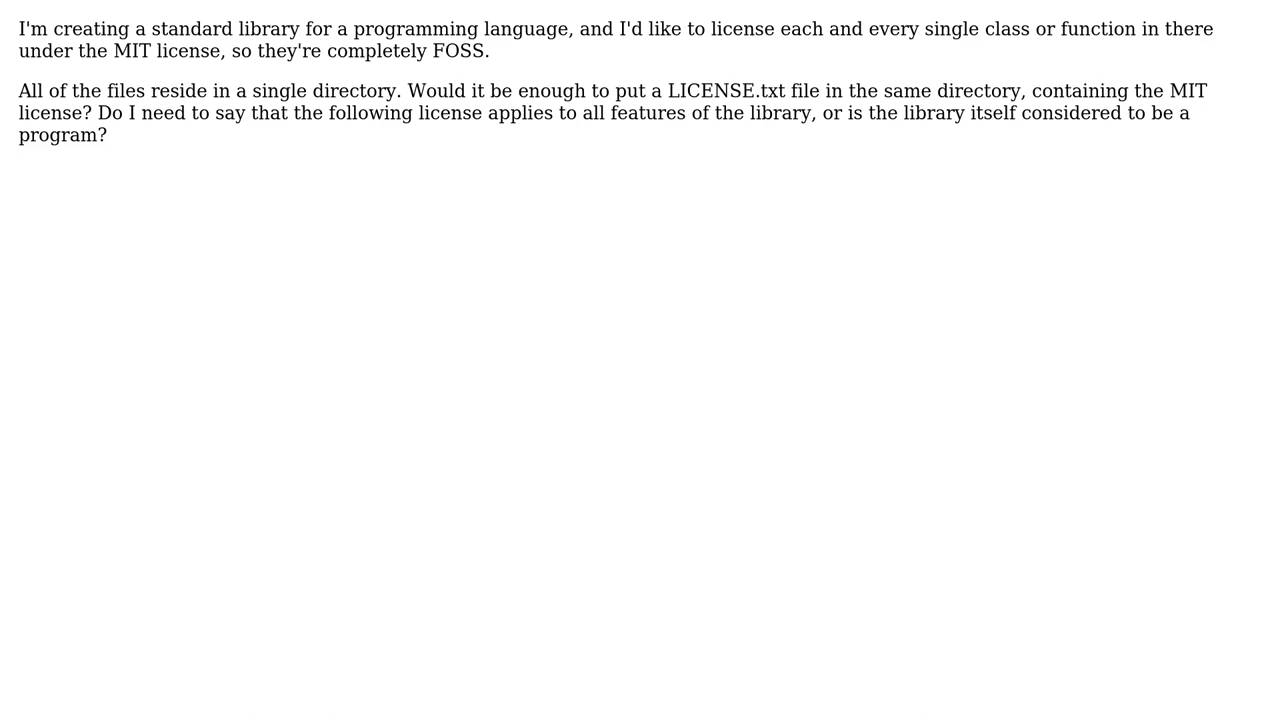 I'm creating a standard library for a programming language, and I'd like to license each and every single class or function in there
under the MIT license, so they're completely FOSS.
All of the files reside in a single directory. Would it be enough to put a LICENSE.txt file in the same directory, containing the MIT
license? Do I need to say that the following license applies to all features of the library, or is the library itself considered to be a
program?